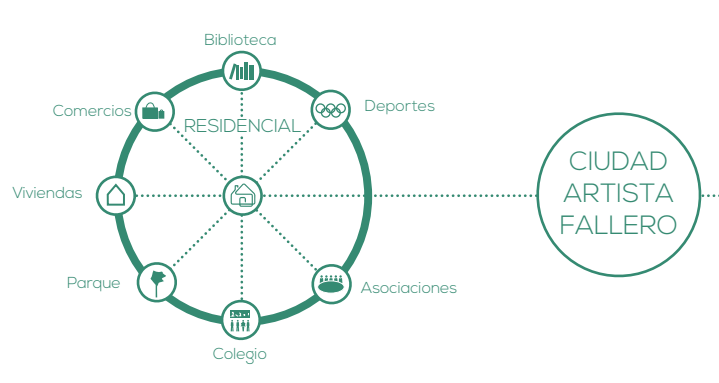 Biblioteca
Comercios
Deportes
RESIDENCIAL
CIUDAD
ARTISTA
FALLERO
Viviendas
Parque
Asociaciones
Colegio